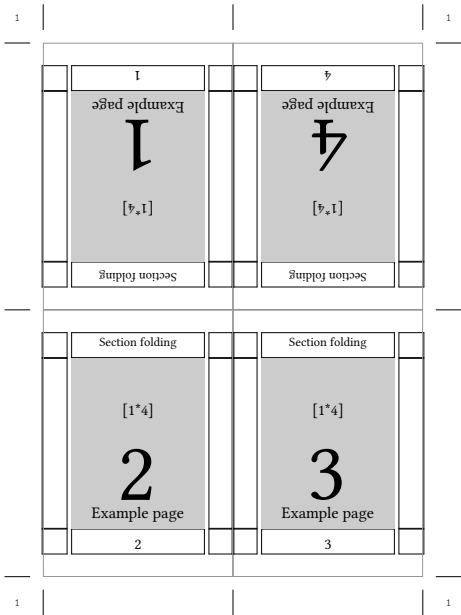 1
1
1
4
Example page
Example page
1
4
[1*4]
[1*4]
Section folding
Section folding
Section folding
Section folding
[1*4]
[1*4]
2
3
Example page
Example page
2
3
1
1